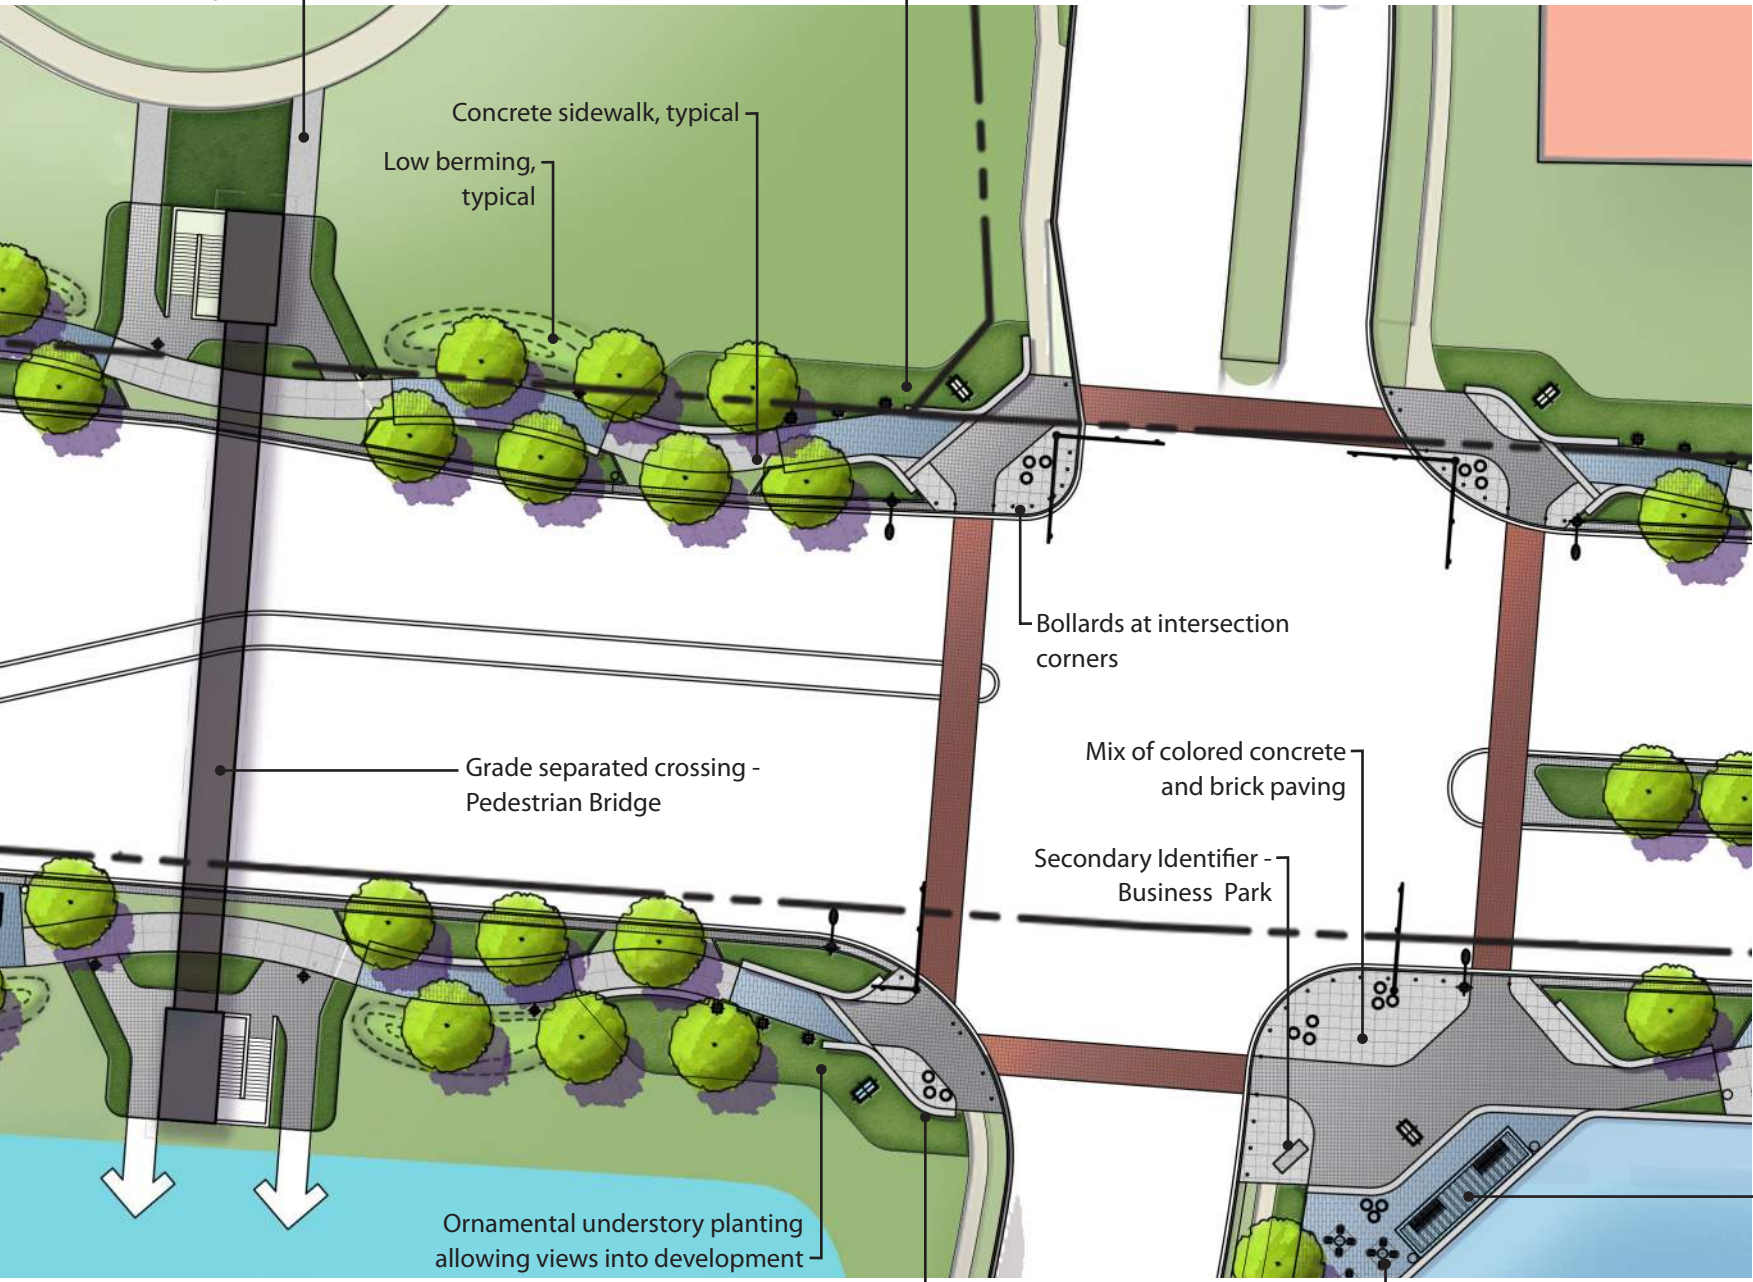 Concrete sidewalk, typical
Low berming,
typical
Bollards at intersection
corners
Grade separated crossing -
Pedestrian Bridge
Mix of colored concrete
and brick paving
Secondary Identifier -
Business Park
Ornamental understory planting
allowing views into development